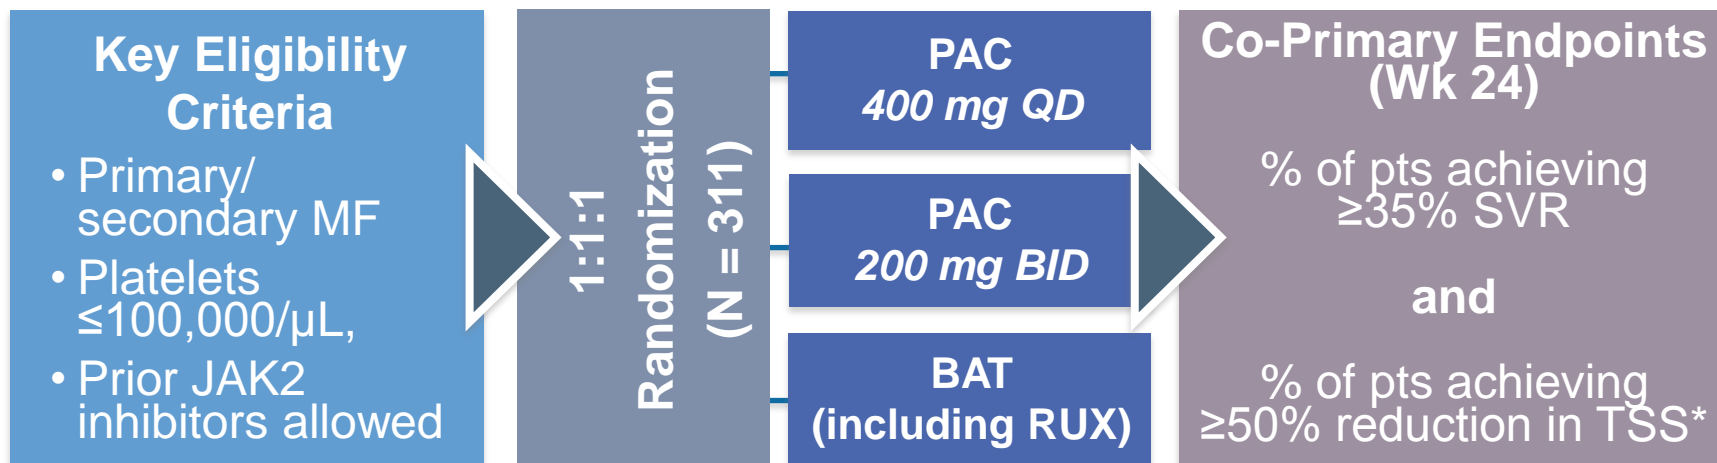 Key Eligibility
Criteria
• Primary/
secondary MF
• Platelets
≤100,000/µL,
• Prior JAK2
inhibitors allowed
1:1:1
Randomization
(N = 311)
PAC
400 mg QD
PAC
200 mg BID
BAT
(including RUX)
Co-Primary Endpoints
(Wk 24)
% of pts achieving
≥35% SVR
and
% of pts achieving
≥50% reduction in TSS*